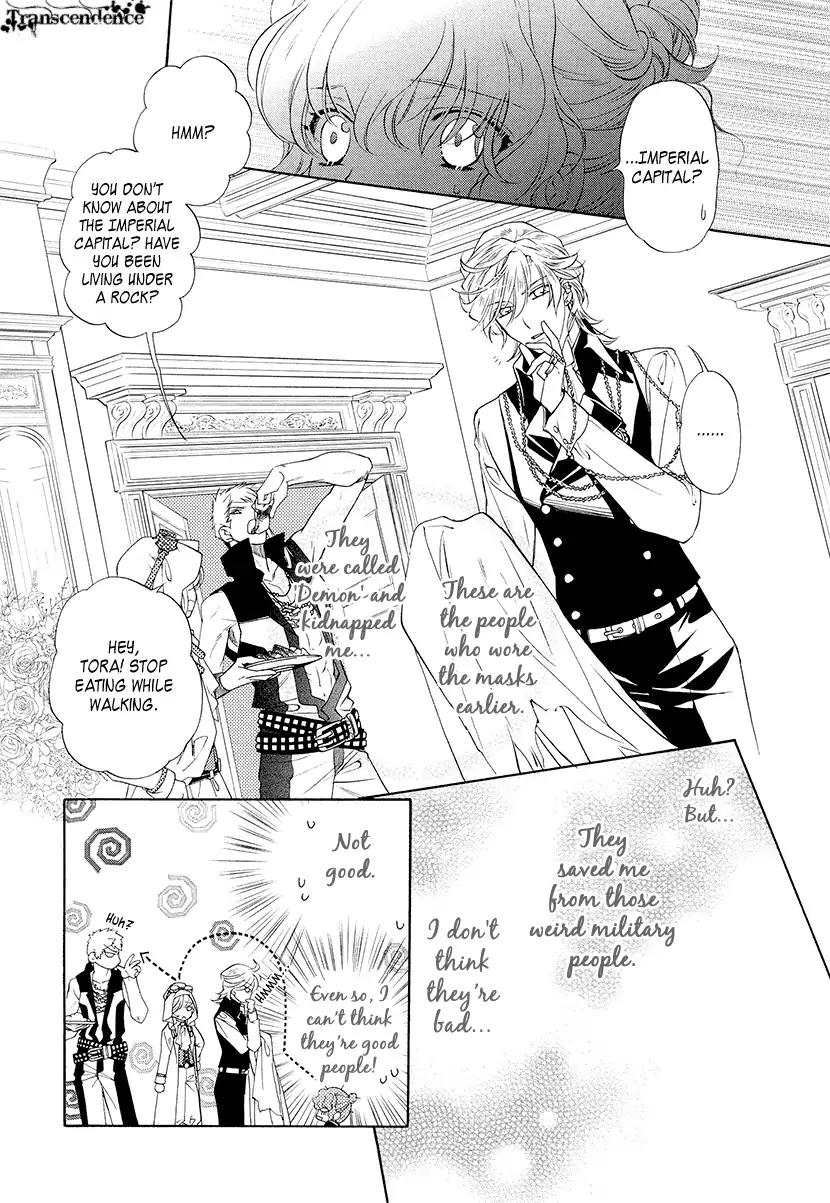 Transcendence
...IMPERIAL
CAPITAL?
HMM?
YOU DON'T
KNOW ABOUT
THE IMPERIAL
CAPITAL? HAVE
YOU BEEN
LIVING UNDER
A ROCK?
......
These are
the people
who wore
the masks
earlier.
They
were called
'Demon' and
kidnapped
me...
HEY,
TORA! STOP
EATING WHILE
WALKING.
Huh?
But...
They
saved me
from those
weird military
people.
I don't
think
they're
bad...
Not
good.
Huh?
HMMM
Even so, I
can't think
they're good
people!